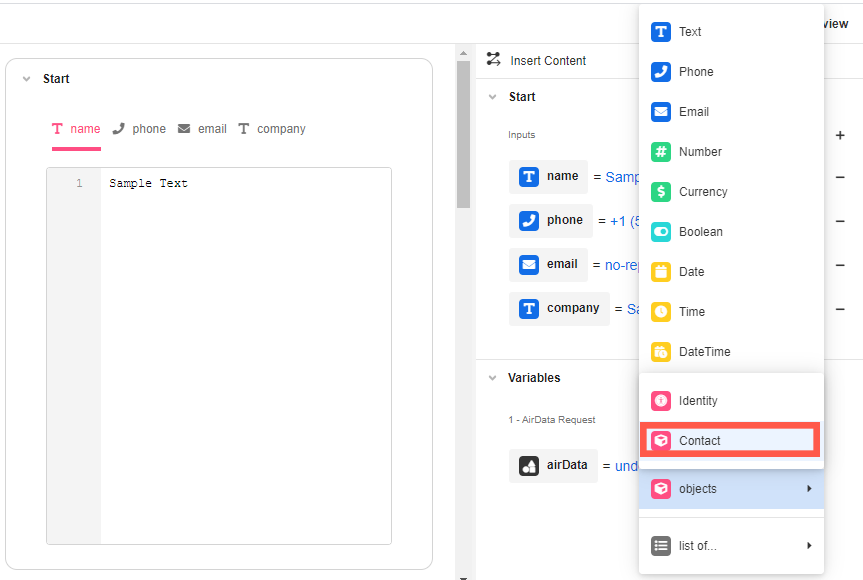 view
Start
name
phone
email
company
1
Sample Text
Insert Content
Start
Inputs
name
= Samp
phone
= +1 (5
email
= no-rep
company
= Sa
Variables
1 - AirData Request
airData
= und
Text
Phone
Email
Number
Currency
Boolean
Date
Time
DateTime
Identity
Contact
objects
list of...